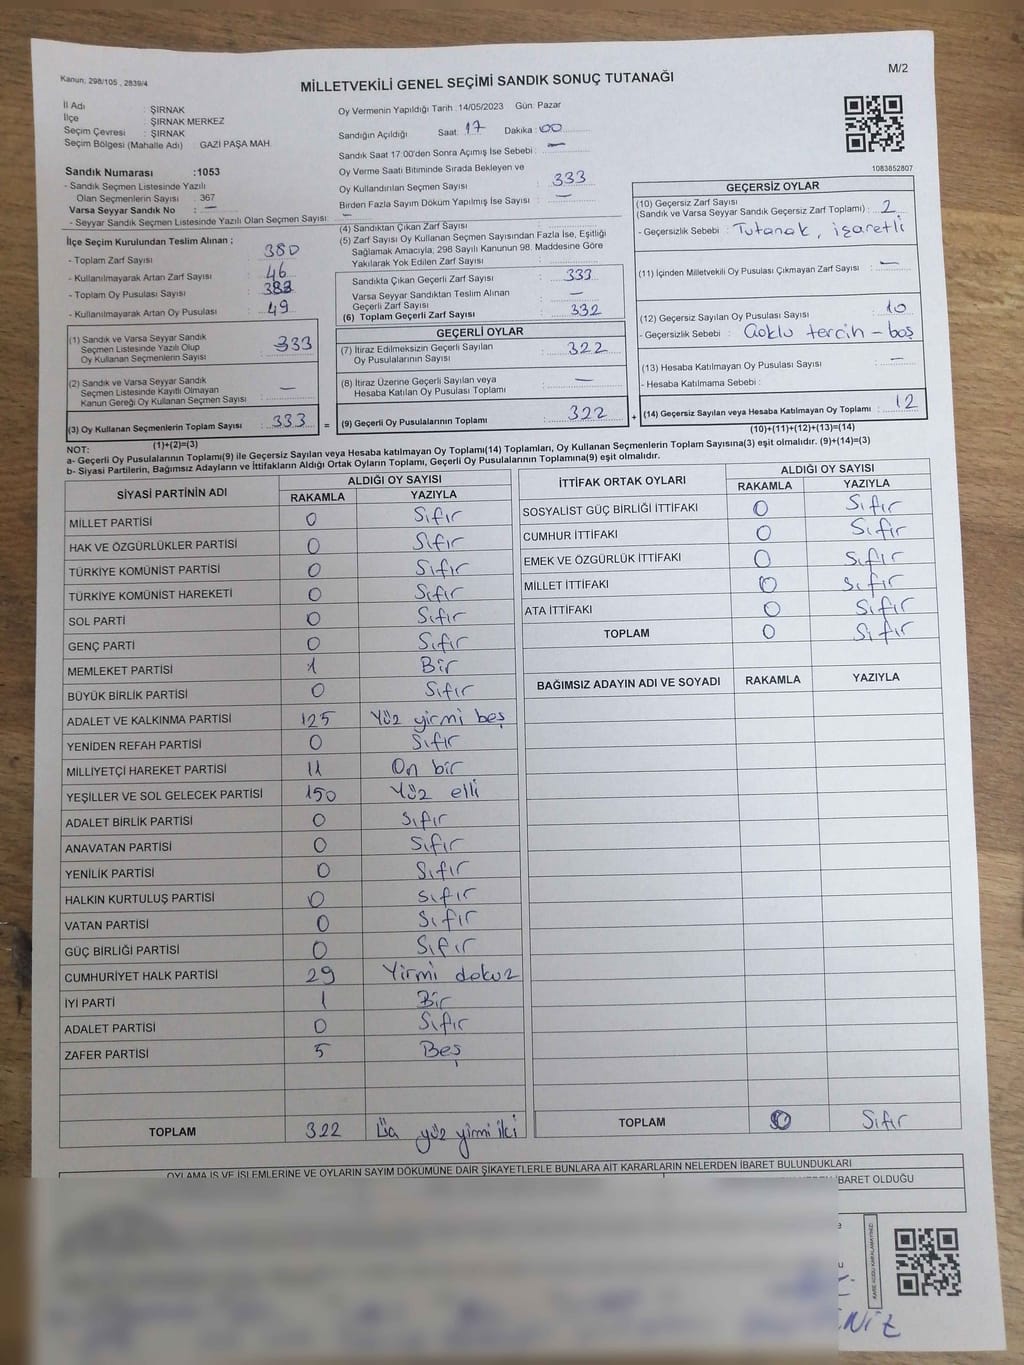 Kanun; 298/105 , 2839/4
MİLLETVEKİLİ GENEL SEÇİMİ SANDIK SONUÇ TUTANAĞI
M/2
İl Adı : ŞIRNAK
İlçe : ŞIRNAK MERKEZ
Seçim Çevresi : ŞIRNAK
Seçim Bölgesi (Mahalle Adı) GAZİ PAŞA MAH
Sandık Numarası :1053
- Sandık Seçmen Listesinde Yazılı
Olan Seçmenlerin Sayısı : 367
Varsa Seyyar Sandık No : —
- Seyyar Sandık Seçmen Listesinde Yazılı Olan Seçmen Sayısı: —
İlçe Seçim Kurulundan Teslim Alınan ;
- Toplam Zarf Sayısı : 380
- Kullanılmayarak Artan Zarf Sayısı : 46
- Toplam Oy Pusulası Sayısı :
- Kullanılmayarak Artan Oy Pusulası : 49
(1) Sandık ve Varsa Seyyar Sandık
Seçmen Listesinde Yazılı Olup
Oy Kullanan Seçmenlerin Sayısı : 333
(2) Sandık ve Varsa Seyyar Sandık
Seçmen Listesinde Kayıtlı Olmayan
Kanun Gereği Oy Kullanan Seçmen Sayısı : —
(3) Oy Kullanan Seçmenlerin Toplam Sayısı : 333
(1)+(2)=(3)
Oy Vermenin Yapıldığı Tarih :14/05/2023 Gün: Pazar
Sandığın Açıldığı Saat: 17 Dakika : 00
Sandık Saat 17:00'den Sonra Açımış İse Sebebi : —
Oy Verme Saati Bitiminde Sırada Bekleyen ve
Oy Kullandırılan Seçmen Sayısı : 333
Birden Fazla Sayım Döküm Yapılmış İse Sayısı : —
(4) Sandıktan Çıkan Zarf Sayısı
(5) Zarf Sayısı Oy Kullanan Seçmen Sayısından Fazla İse, Eşitliği
Sağlamak Amacıyla, 298 Sayılı Kanunun 98. Maddesine Göre
Yakılarak Yok Edilen Zarf Sayısı :
Sandıkta Çıkan Geçerli Zarf Sayısı : 333
Varsa Seyyar Sandıktan Teslim Alınan
Geçerli Zarf Sayısı : —
(6) Toplam Geçerli Zarf Sayısı : 332
GEÇERLİ OYLAR
(7) İtiraz Edilmeksizin Geçerli Sayılan
Oy Pusulalarının Sayısı : 322
(8) İtiraz Üzerine Geçerli Sayılan veya
Hesaba Katılan Oy Pusulası Toplamı : —
= (9) Geçerli Oy Pusulalarının Toplamı : 322 +
1083852807
GEÇERSİZ OYLAR
(10) Geçersiz Zarf Sayısı
(Sandık ve Varsa Seyyar Sandık Geçersiz Zarf Toplamı) : 2
- Geçersizlik Sebebi : Tutanak, işaretli
(11) İçinden Milletvekili Oy Pusulası Çıkmayan Zarf Sayısı : —
(12) Geçersiz Sayılan Oy Pusulası Sayısı : 10
- Geçersizlik Sebebi : Çoklu tercih - boş
(13) Hesaba Katılmayan Oy Pusulası Sayısı : —
- Hesaba Katılmama Sebebi :
(14) Geçersiz Sayılan veya Hesaba Katılmayan Oy Toplamı : 12
(10)+(11)+(12)+(13)=(14)
NOT:
a- Geçerli Oy Pusulalarının Toplamı(9) ile Geçersiz Sayılan veya Hesaba katılmayan Oy Toplamı(14) Toplamları, Oy Kullanan Seçmenlerin Toplam Sayısına(3) eşit olmalıdır. (9)+(14)=(3)
b- Siyasi Partilerin, Bağımsız Adayların ve İttifakların Aldığı Ortak Oyların Toplamı, Geçerli Oy Pusulalarının Toplamına(9) eşit olmalıdır.
SİYASİ PARTİNİN ADI ALDIĞI OY SAYISI
RAKAMLA YAZIYLA
MİLLET PARTİSİ 0 Sıfır
HAK VE ÖZGÜRLÜKLER PARTİSİ 0 Sıfır
TÜRKİYE KOMÜNİST PARTİSİ 0 Sıfır
TÜRKİYE KOMÜNİST HAREKETİ 0 Sıfır
SOL PARTİ 0 Sıfır
GENÇ PARTİ 0 Sıfır
MEMLEKET PARTİSİ 1 Bir
BÜYÜK BİRLİK PARTİSİ 0 Sıfır
ADALET VE KALKINMA PARTİSİ 125 Yüz yirmi beş
YENİDEN REFAH PARTİSİ 0 Sıfır
MİLLİYETÇİ HAREKET PARTİSİ 11 On bir
YEŞİLLER VE SOL GELECEK PARTİSİ 150 Yüz elli
ADALET BİRLİK PARTİSİ 0 Sıfır
ANAVATAN PARTİSİ 0 Sıfır
YENİLİK PARTİSİ 0 Sıfır
HALKIN KURTULUŞ PARTİSİ 0 Sıfır
VATAN PARTİSİ 0 Sıfır
GÜÇ BİRLİĞİ PARTİSİ 0 Sıfır
CUMHURİYET HALK PARTİSİ 29 Yirmi dokuz
İYİ PARTİ 1 Bir
ADALET PARTİSİ 0 Sıfır
ZAFER PARTİSİ 5 Beş
TOPLAM 322 Üç yüz yirmi iki
İTTİFAK ORTAK OYLARI ALDIĞI OY SAYISI
RAKAMLA YAZIYLA
SOSYALİST GÜÇ BİRLİĞİ İTTİFAKI 0 Sıfır
CUMHUR İTTİFAKI 0 Sıfır
EMEK VE ÖZGÜRLÜK İTTİFAKI 0 Sıfır
MİLLET İTTİFAKI 0 Sıfır
ATA İTTİFAKI 0 Sıfır
TOPLAM 0 Sıfır
BAĞIMSIZ ADAYIN ADI VE SOYADI RAKAMLA YAZIYLA
TOPLAM 0 Sıfır
OYLAMA İŞ VE İŞLEMLERİNE VE OYLARIN SAYIM DÖKÜMÜNE DAİR ŞİKAYETLERLE BUNLARA AİT KARARLARIN NELERDEN İBARET BULUNDUKLARI
İBARET OLDUĞU